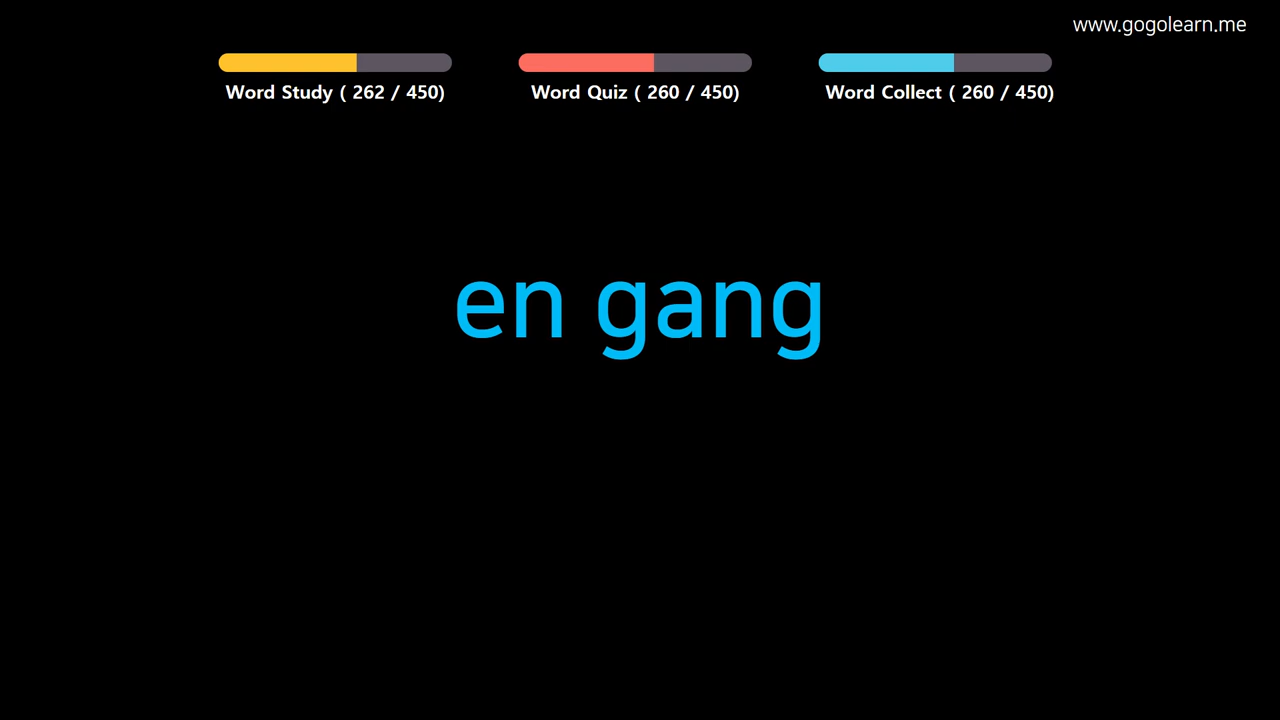 www.gogolearn.me
Word Study ( 262 / 450)
Word Quiz ( 260 / 450)
Word Collect ( 260 / 450)
en gang